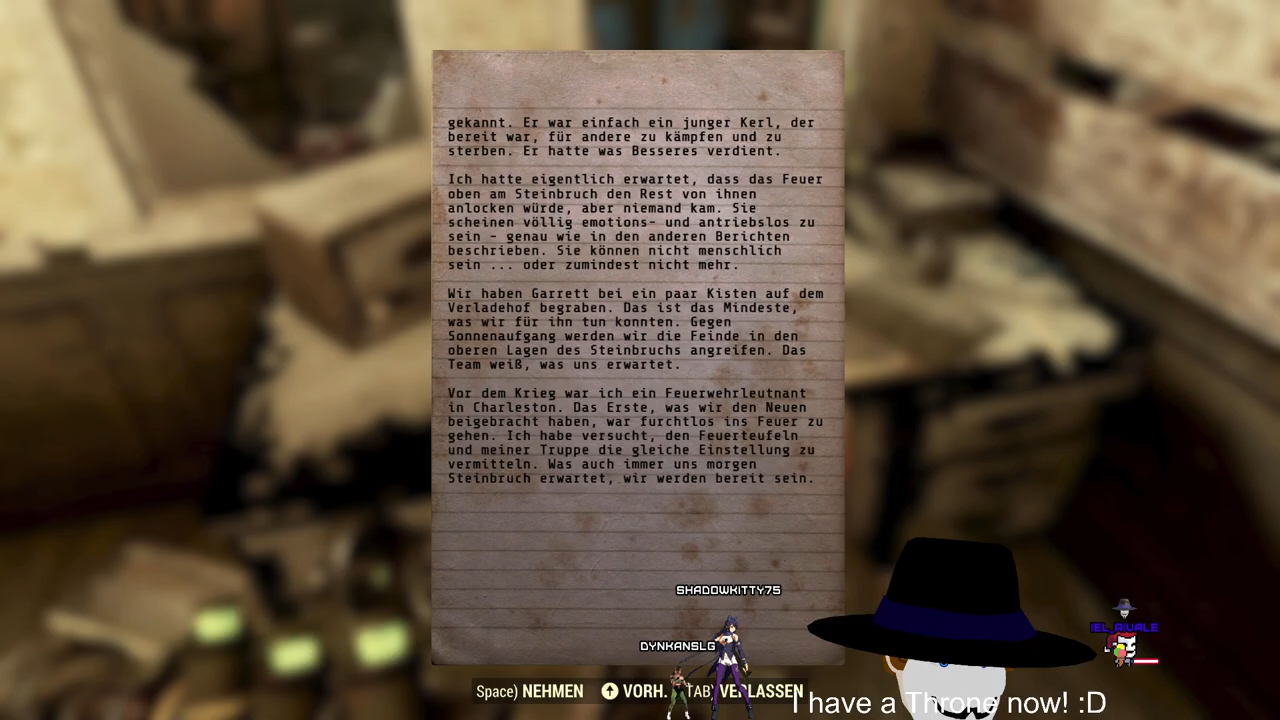 gekannt. Er war einfach ein junger Kerl, der
bereit war, für andere zu kämpfen und zu
sterben. Er hatte was Besseres verdient.
Ich hatte eigentlich erwartet, dass das Feuer
oben am Steinbruch den Rest von ihnen
anlocken würde, aber niemand kam. Sie
scheinen völlig emotions- und antriebslos zu
sein - genau wie in den anderen Berichten
beschrieben. Sie können nicht menschlich
sein ... oder zumindest nicht mehr.
Wir haben Garrett bei ein paar Kisten auf dem
Verladehof begraben. Das ist das Mindeste,
was wir für ihn tun konnten. Gegen
Sonnenaufgang werden wir die Feinde in den
oberen Lagen des Steinbruchs angreifen. Das
Team weiß, was uns erwartet.
Vor dem Krieg war ich ein Feuerwehrleutnant
in Charleston. Das Erste, was wir den Neuen
beigebracht haben, war furchtlos ins Feuer zu
gehen. Ich habe versucht, den Feuerteufeln
und meiner Truppe die gleiche Einstellung zu
vermitteln. Was auch immer uns morgen
Steinbruch erwartet, wir werden bereit sein.
SHADOWKITTY75
DYNKANSLG
Space) NEHMEN VORH. TAB) VERLASSEN
I have a Throne now! :D